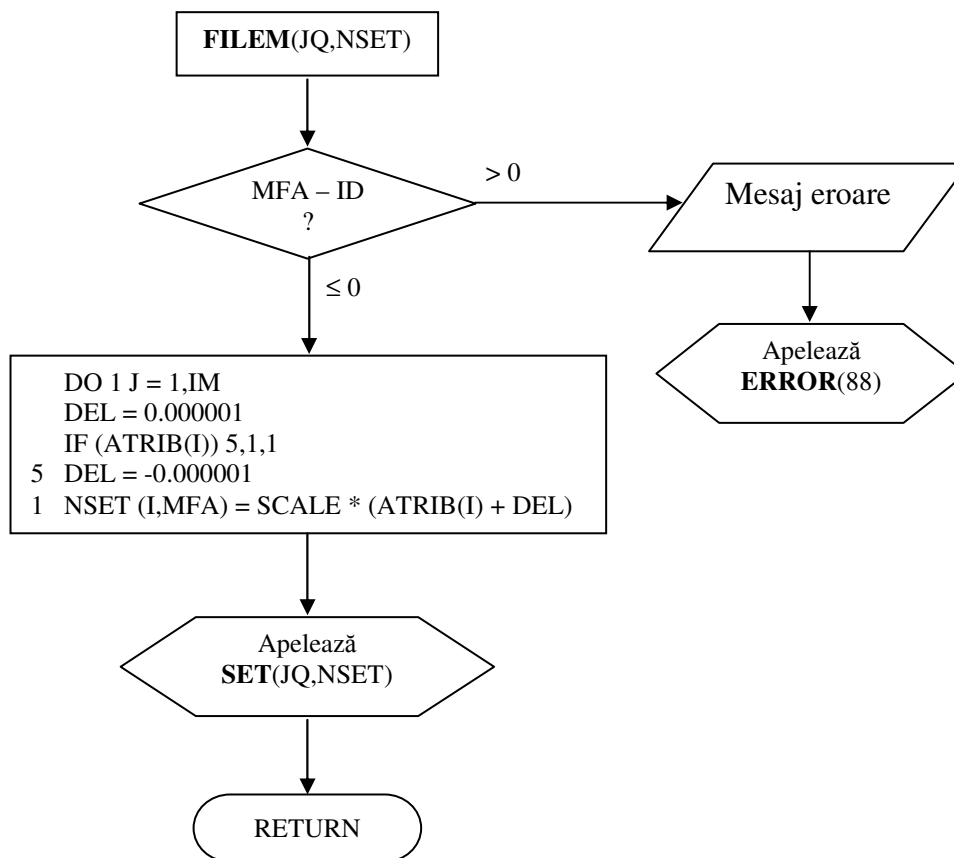 FILEM(JQ,NSET)
MFA – ID
?
> 0
Mesaj eroare
≤ 0
Apelează
ERROR(88)
DO 1 J = 1,IM
DEL = 0.000001
IF (ATRIB(I)) 5,1,1
5 DEL = -0.000001
1 NSET (I,MFA) = SCALE * (ATRIB(I) + DEL)
Apelează
SET(JQ,NSET)
RETURN